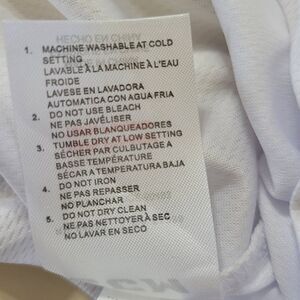 HECHO EN CHINA
1. MACHINE WASHABLE AT COLD
SETTING
LAVABLE À LA MACHINE À L'EAU
FROIDE
LAVESE EN LAVADORA
AUTOMATICA CON AGUA FRIA
2. DO NOT USE BLEACH
NE PAS JAVÉLISER
NO USAR BLANQUEADORES
3. TUMBLE DRY AT LOW SETTING
SÉCHER PAR CULBUTAGE A
BASSE TEMPÉRATURE
SÉCAR A TEMPERATURA BAJA
4. DO NOT IRON
NE PAS REPASSER
NO PLANCHAR
5. DO NOT DRY CLEAN
NE PAS NETTOYER À SEC
NO LAVAR EN SECO